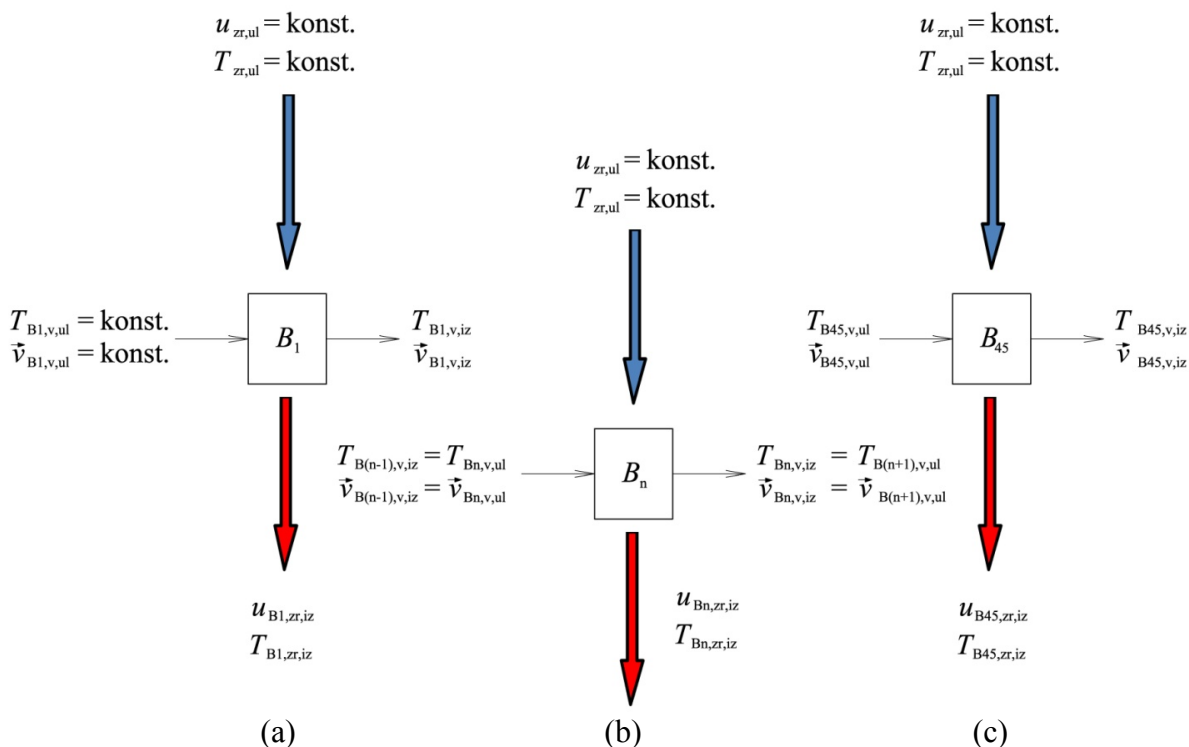 u zr,ul = konst.
T zr,ul = konst.
T B1,v,ul = konst.
v⃗ B1,v,ul = konst.
B1
T B1,v,iz
v⃗ B1,v,iz
u B1,zr,iz
T B1,zr,iz
(a)
u zr,ul = konst.
T zr,ul = konst.
T B(n-1),v,iz = T Bn,v,ul
v⃗ B(n-1),v,iz = v⃗ Bn,v,ul
Bn
T Bn,v,iz = T B(n+1),v,ul
v⃗ Bn,v,iz = v⃗ B(n+1),v,ul
u Bn,zr,iz
T Bn,zr,iz
(b)
u zr,ul = konst.
T zr,ul = konst.
T B45,v,ul
v⃗ B45,v,ul
B45
T B45,v,iz
v⃗ B45,v,iz
u B45,zr,iz
T B45,zr,iz
(c)